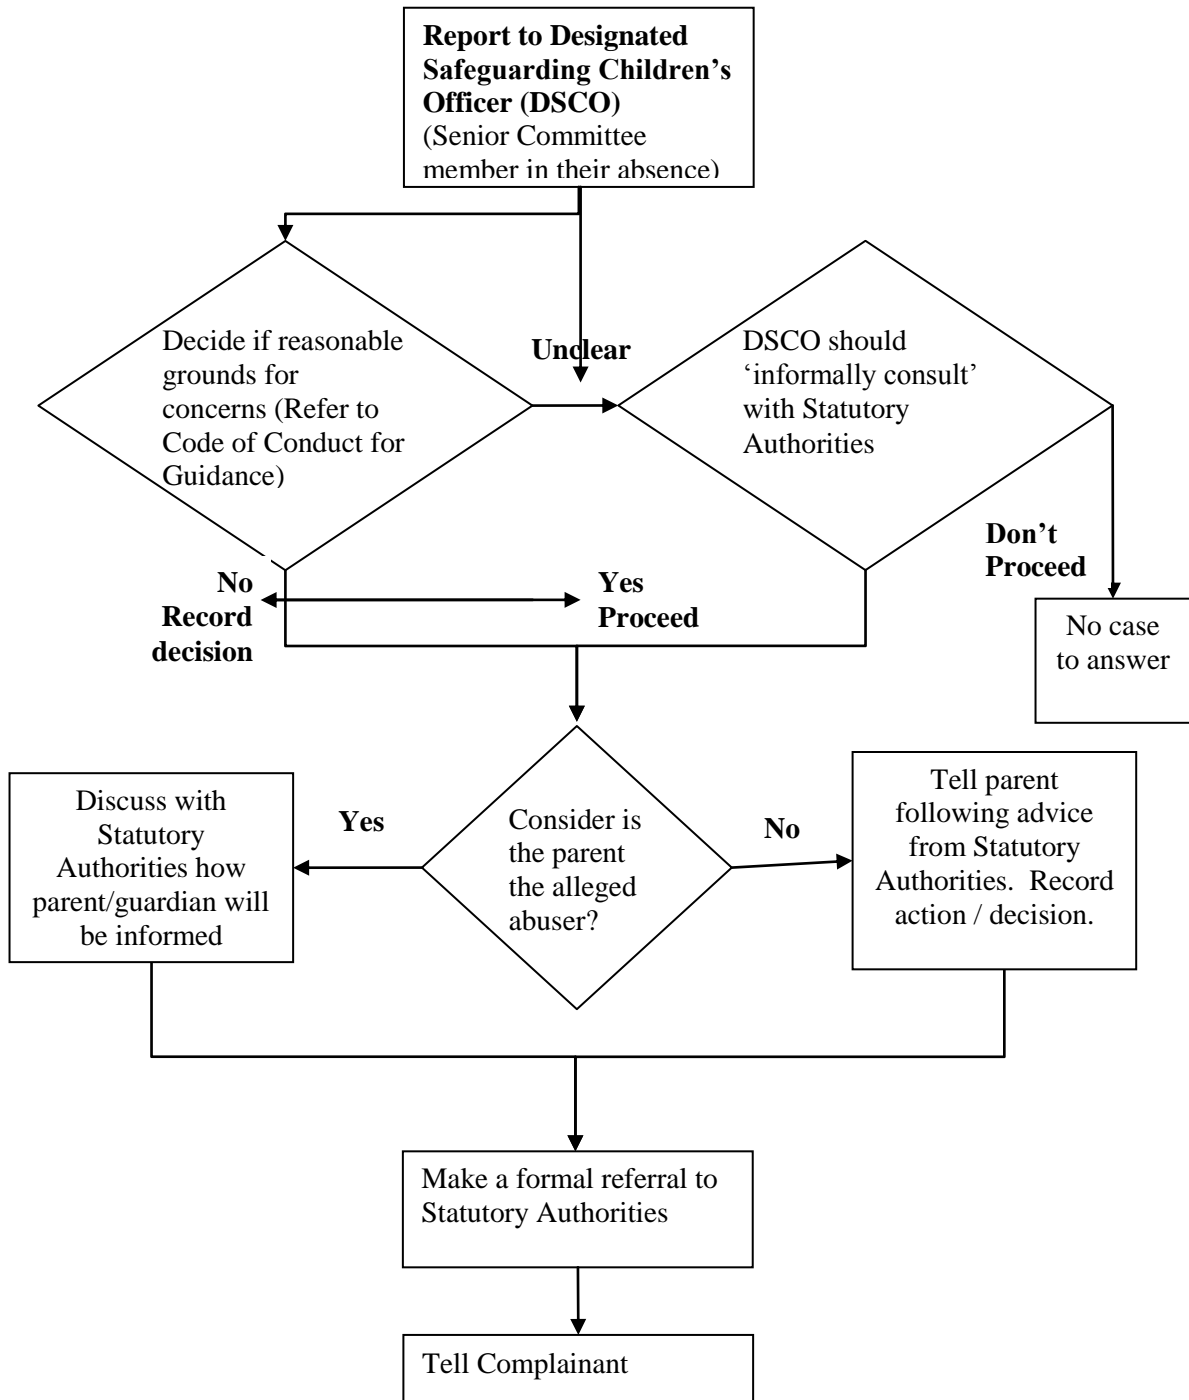 Report to Designated
Safeguarding Children’s
Officer (DSCO)
(Senior Committee
member in their absence)
Decide if reasonable
grounds for
concerns (Refer to
Code of Conduct for
Guidance)
Unclear
DSCO should
‘informally consult’
with Statutory
Authorities
Don’t
Proceed
No
Record
decision
Yes
Proceed
No case
to answer
Discuss with
Statutory
Authorities how
parent/guardian will
be informed
Yes
Consider is
the parent
the alleged
abuser?
No
Tell parent
following advice
from Statutory
Authorities.  Record
action / decision.
Make a formal referral to
Statutory Authorities
Tell Complainant